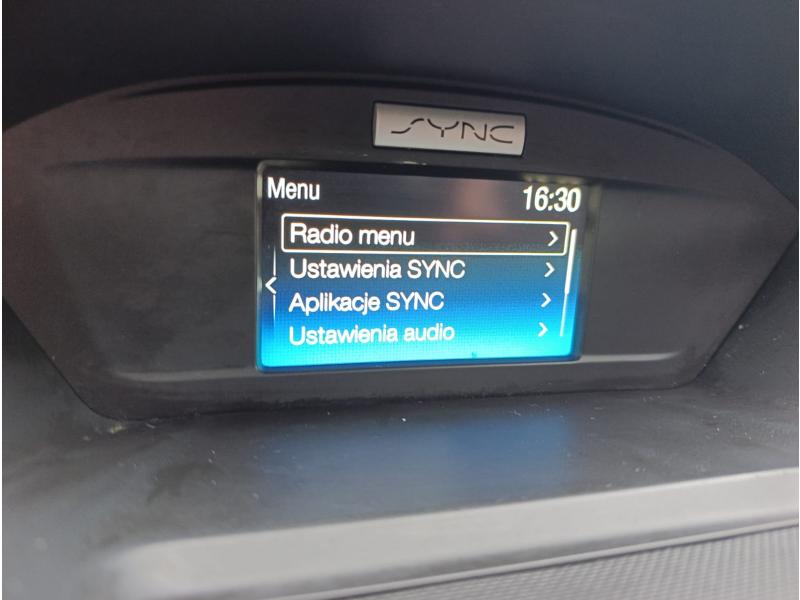 SYNC
Menu 16:30
Radio menu
Ustawienia SYNC
Aplikacje SYNC
Ustawienia audio